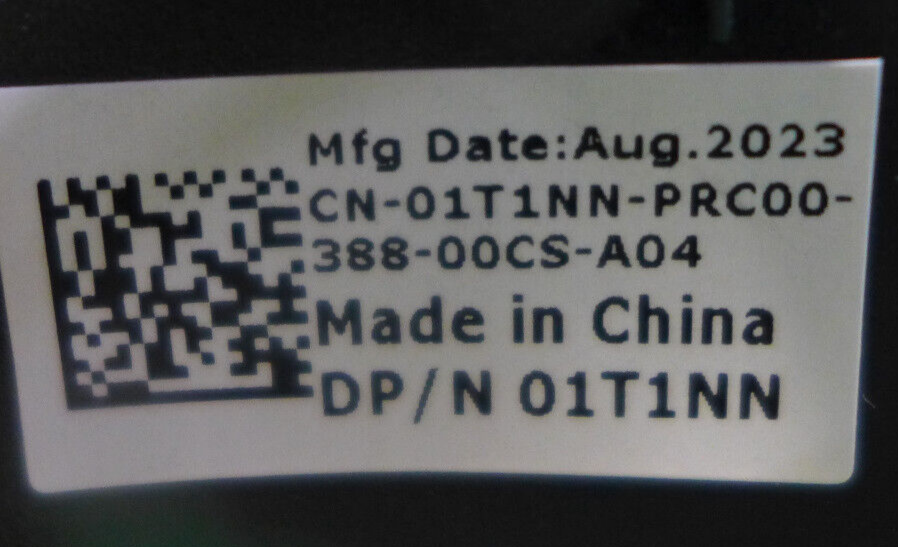 Mfg Date:Aug.2023
CN-01T1NN-PRC00-
388-00CS-A04
Made in China
DP/N 01T1NN